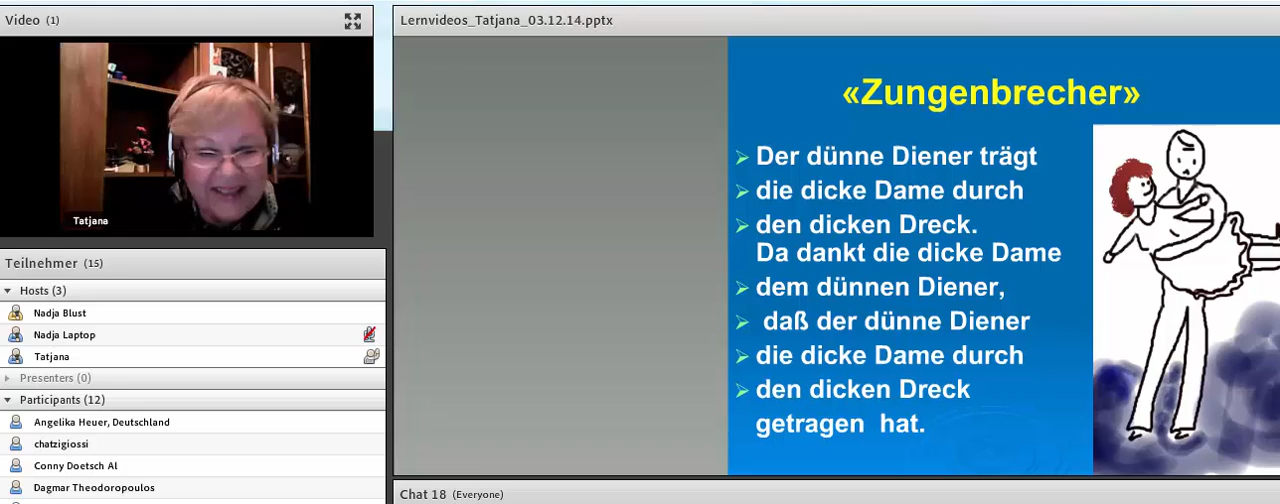 Video (1)
Tatjana
Teilnehmer (15)
Hosts (3)
Nadja Blust
Nadja Laptop
Tatjana
Presenters (0)
Participants (12)
Angelika Heuer, Deutschland
chatzigiossi
Conny Doetsch Al
Dagmar Theodoropoulos
Lernvideos_Tatjana_03.12.14.pptx
«Zungenbrecher»
Der dünne Diener trägt
die dicke Dame durch
den dicken Dreck.
Da dankt die dicke Dame
dem dünnen Diener,
daß der dünne Diener
die dicke Dame durch
den dicken Dreck
getragen hat.
Chat 18 (Everyone)